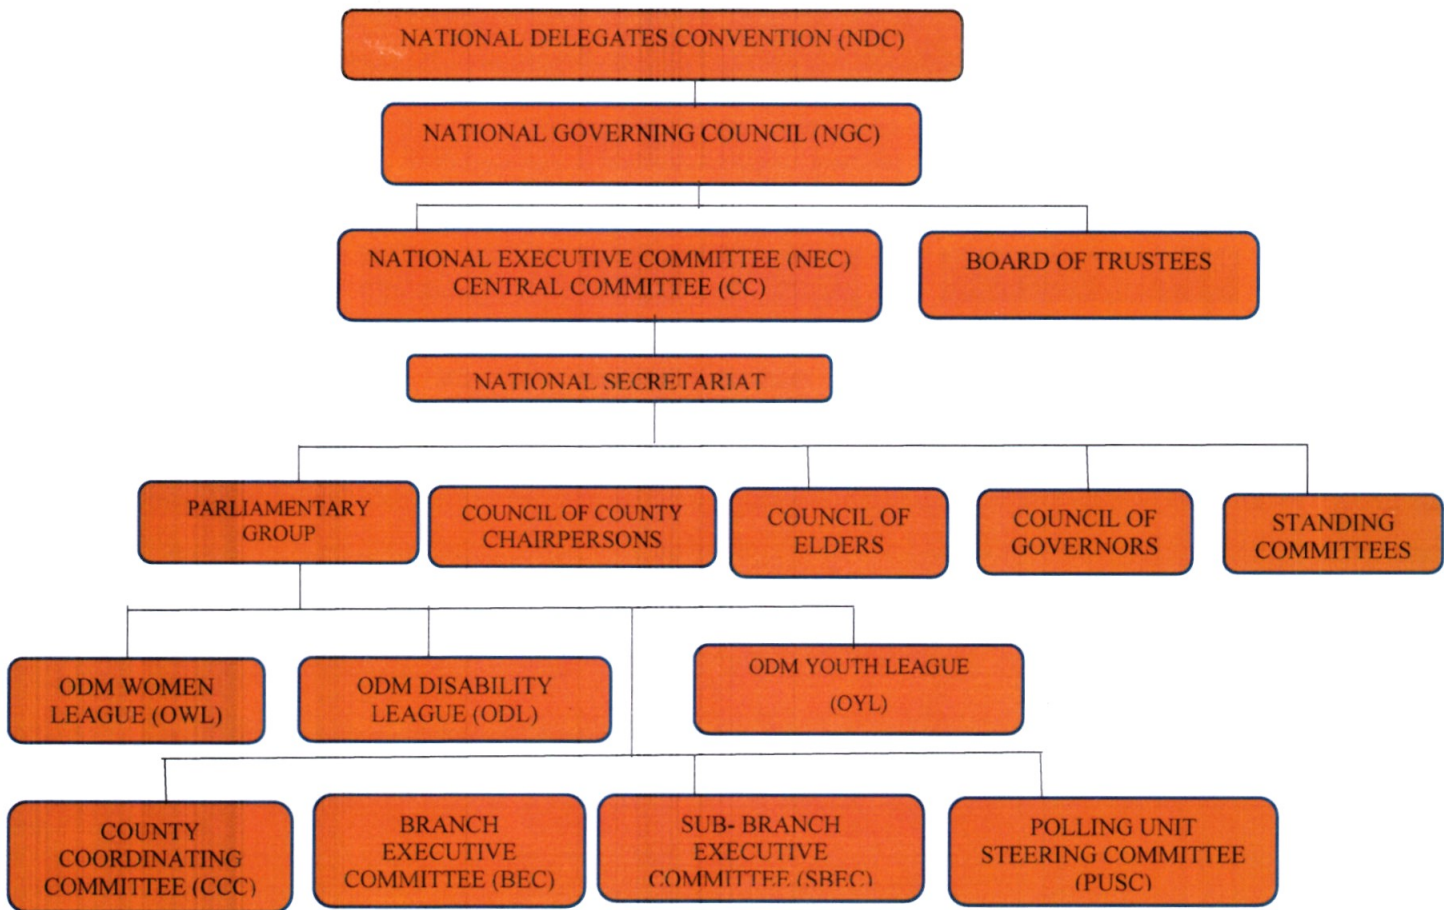 NATIONAL DELEGATES CONVENTION (NDC)
NATIONAL GOVERNING COUNCIL (NGC)
NATIONAL EXECUTIVE COMMITTEE (NEC)
CENTRAL COMMITTEE (CC)
BOARD OF TRUSTEES
NATIONAL SECRETARIAT
PARLIAMENTARY
GROUP
COUNCIL OF COUNTY
CHAIRPERSONS
COUNCIL OF
ELDERS
COUNCIL OF
GOVERNORS
STANDING
COMMITTEES
ODM WOMEN
LEAGUE (OWL)
ODM DISABILITY
LEAGUE (ODL)
ODM YOUTH LEAGUE
(OYL)
COUNTY
COORDINATING
COMMITTEE (CCC)
BRANCH
EXECUTIVE
COMMITTEE (BEC)
SUB- BRANCH
EXECUTIVE
COMMITTEE (SBEC)
POLLING UNIT
STEERING COMMITTEE
(PUSC)